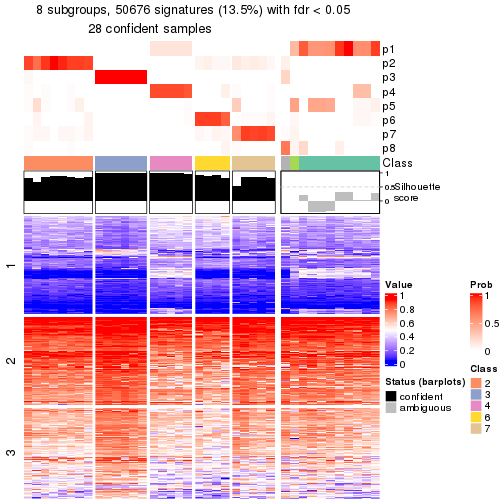 8 subgroups, 50676 signatures (13.5%) with fdr < 0.05
28 confident samples
p1
p2
p3
p4
p5
p6
p7
p8
Class
1
0.5
0
Silhouette
score
1
2
3
Value
1
0.8
0.6
0.4
0.2
0
Status (barplots)
confident
ambiguous
Prob
1
0.5
0
Class
2
3
4
6
7